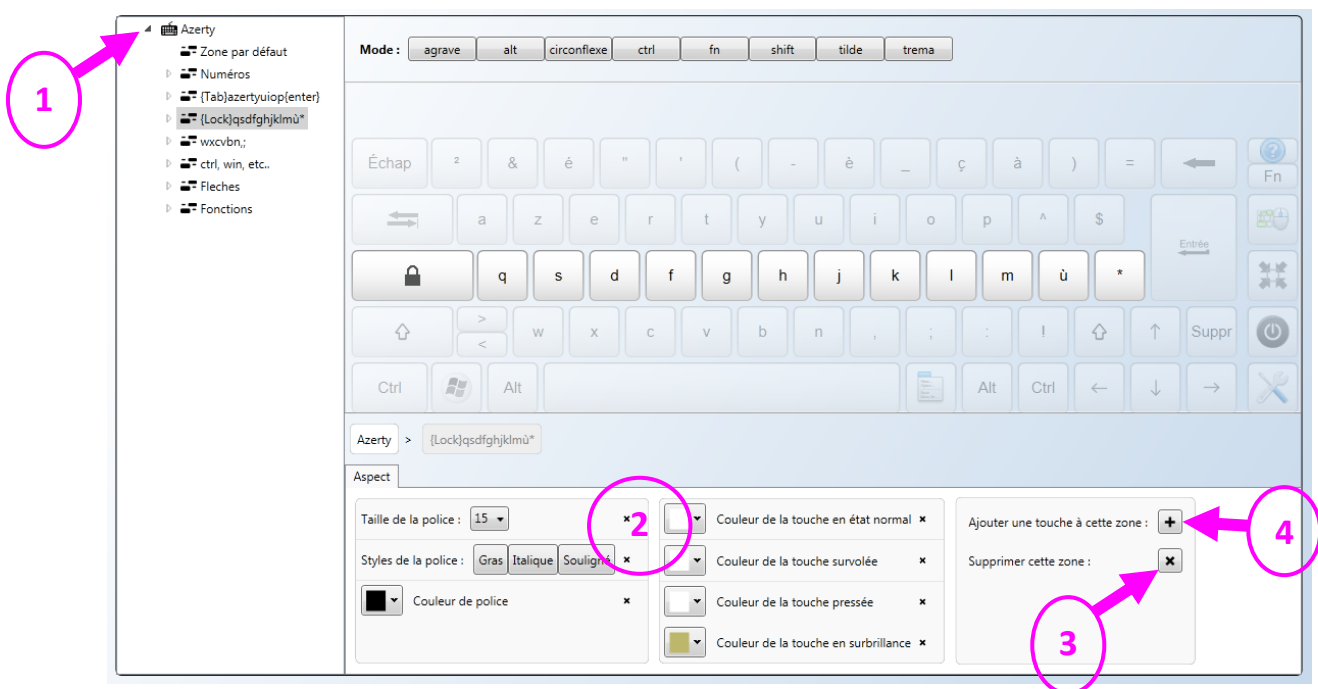 Azerty
Zone par défaut
Numéros
{Tab}azertyuiop{enter}
{Lock}qsdfghjklmù*
wxcvbn,;
ctrl, win, etc..
Fleches
Fonctions
1
Mode : agrave alt circonflexe ctrl fn shift tilde trema
Échap ² & é " ' ( - è _ ç à ) = ?
Fn
a z e r t y u i o p ^ $ Entrée
q s d f g h j k l m ù *
> < w x c v b n , ; : ! Suppr
Ctrl Alt Alt Ctrl
Azerty > {Lock}qsdfghjklmù*
Aspect
Taille de la police : 15
Styles de la police : Gras Italique Souligné
Couleur de police
2
Couleur de la touche en état normal
Couleur de la touche survolée
Couleur de la touche pressée
Couleur de la touche en surbrillance
Ajouter une touche à cette zone : +
Supprimer cette zone :
4
3